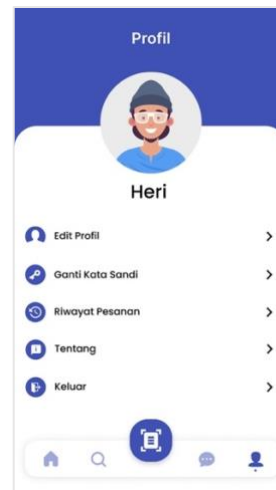 Profil
Heri
Edit Profil
Ganti Kata Sandi
Riwayat Pesanan
Tentang
Keluar